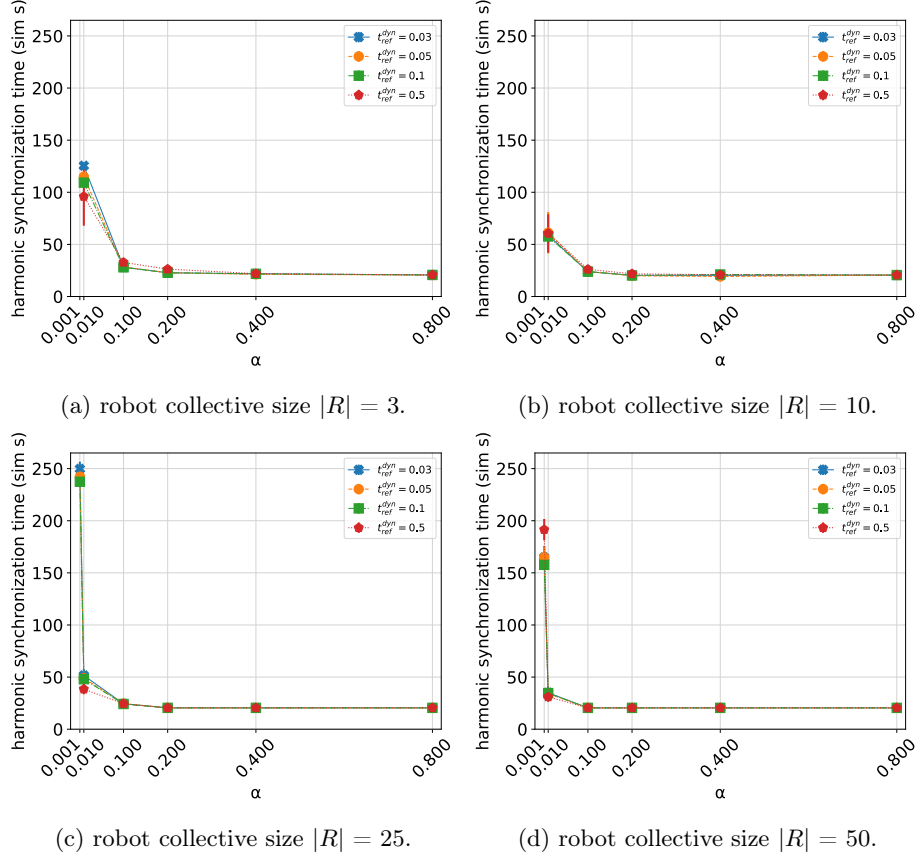 harmonic synchronization time (sim s)
250
200
150
100
50
0
t_ref^dyn = 0.03
t_ref^dyn = 0.05
t_ref^dyn = 0.1
t_ref^dyn = 0.5
0.001
0.010
0.100
0.200
0.400
0.800
α
(a) robot collective size |R| = 3.
harmonic synchronization time (sim s)
250
200
150
100
50
0
t_ref^dyn = 0.03
t_ref^dyn = 0.05
t_ref^dyn = 0.1
t_ref^dyn = 0.5
0.001
0.010
0.100
0.200
0.400
0.800
α
(b) robot collective size |R| = 10.
harmonic synchronization time (sim s)
250
200
150
100
50
0
t_ref^dyn = 0.03
t_ref^dyn = 0.05
t_ref^dyn = 0.1
t_ref^dyn = 0.5
0.001
0.010
0.100
0.200
0.400
0.800
α
(c) robot collective size |R| = 25.
harmonic synchronization time (sim s)
250
200
150
100
50
0
t_ref^dyn = 0.03
t_ref^dyn = 0.05
t_ref^dyn = 0.1
t_ref^dyn = 0.5
0.001
0.010
0.100
0.200
0.400
0.800
α
(d) robot collective size |R| = 50.